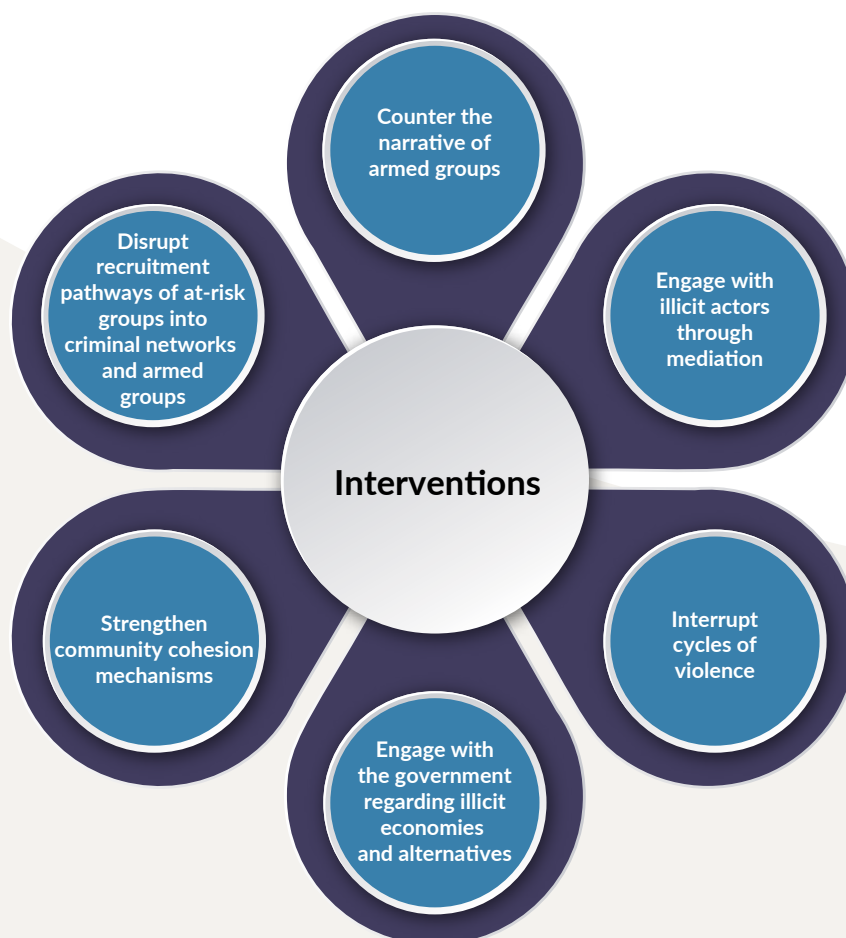 Counter the
narrative of
armed groups
Engage with
illicit actors
through
mediation
Interrupt
cycles of
violence
Engage with
the government
regarding illicit
economies
and alternatives
Strengthen
community cohesion
mechanisms
Disrupt
recruitment
pathways of at-risk
groups into
criminal networks
and armed
groups
Interventions